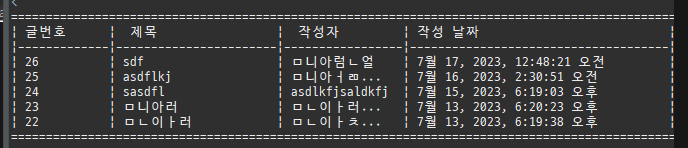 글번호 제목 작성자 작성 날짜
26 sdf ㅁ니아럼ㄴ얼 7월 17, 2023, 12:48:21 오전
25 asdflkj ㅁ니아ㅓㄻ... 7월 16, 2023, 2:30:51 오전
24 sasdfl asdlkfjsaldkfj 7월 15, 2023, 6:19:03 오후
23 ㅁ니아러 ㅁㄴ이ㅏ러... 7월 13, 2023, 6:20:23 오후
22 ㅁㄴ이ㅏ러 ㅁㄴ이ㅏㅊ... 7월 13, 2023, 6:19:38 오후